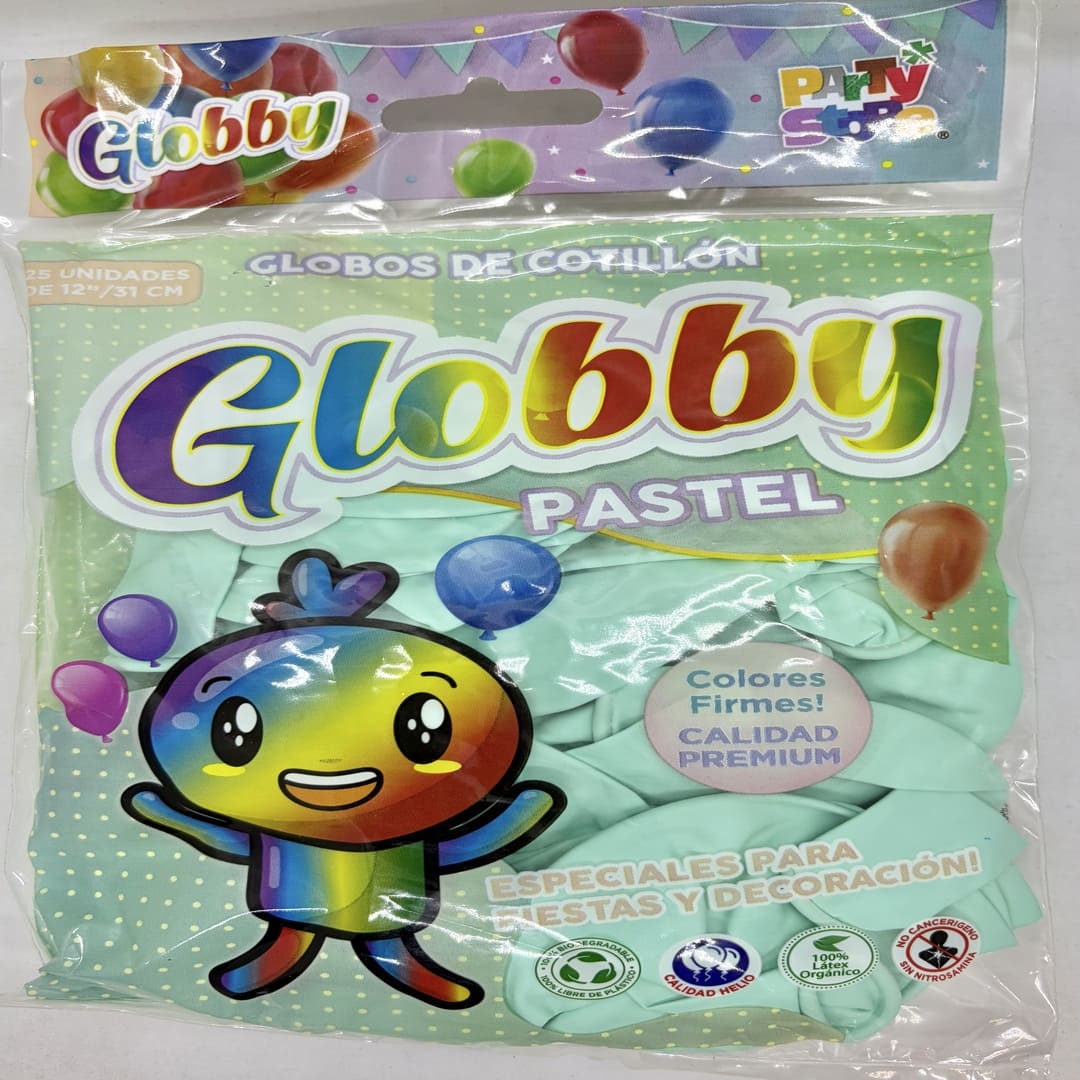 Globby
PARTY
STORE
®
GLOBOS DE COTILLÓN
25 UNIDADES
DE 12"/31 CM
Globby
PASTEL
Colores
Firmes!
CALIDAD
PREMIUM
ESPECIALES PARA
FIESTAS Y DECORACIÓN!
100% BIODEGRADABLE
100% LIBRE DE PLÁSTICO
CALIDAD HELIO
100%
Látex
Orgánico
NO CANCERIGENO
SIN NITROSAMINA